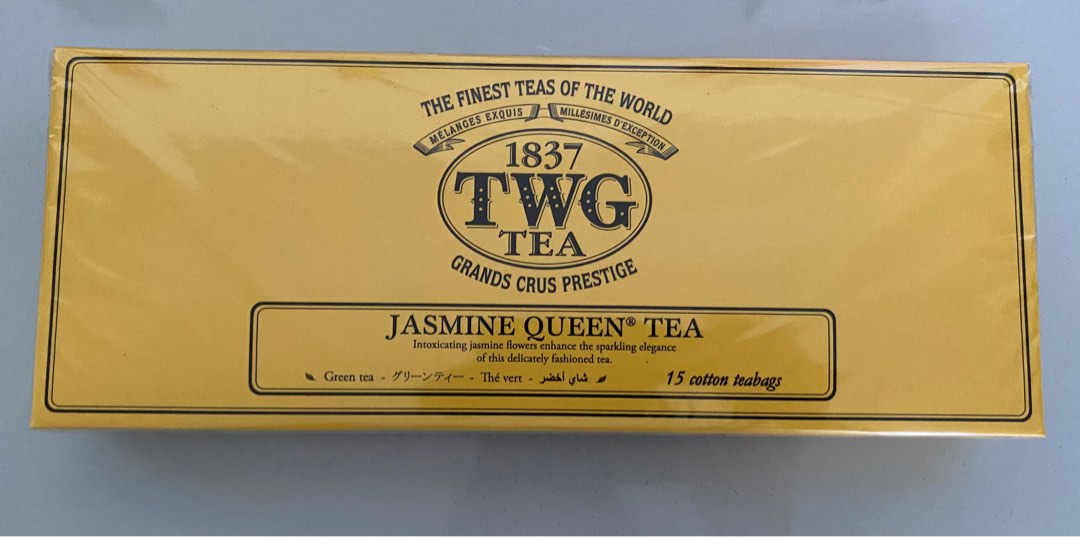 THE FINEST TEAS OF THE WORLD
MÉLANGES EXQUIS MILLÉSIMES D'EXCEPTION
1837
TWG
TEA
GRANDS CRUS PRESTIGE
JASMINE QUEEN® TEA
Intoxicating jasmine flowers enhance the sparkling elegance
of this delicately fashioned tea.
Green tea - グリーンティー - Thé vert - شاي أخضر
15 cotton teabags